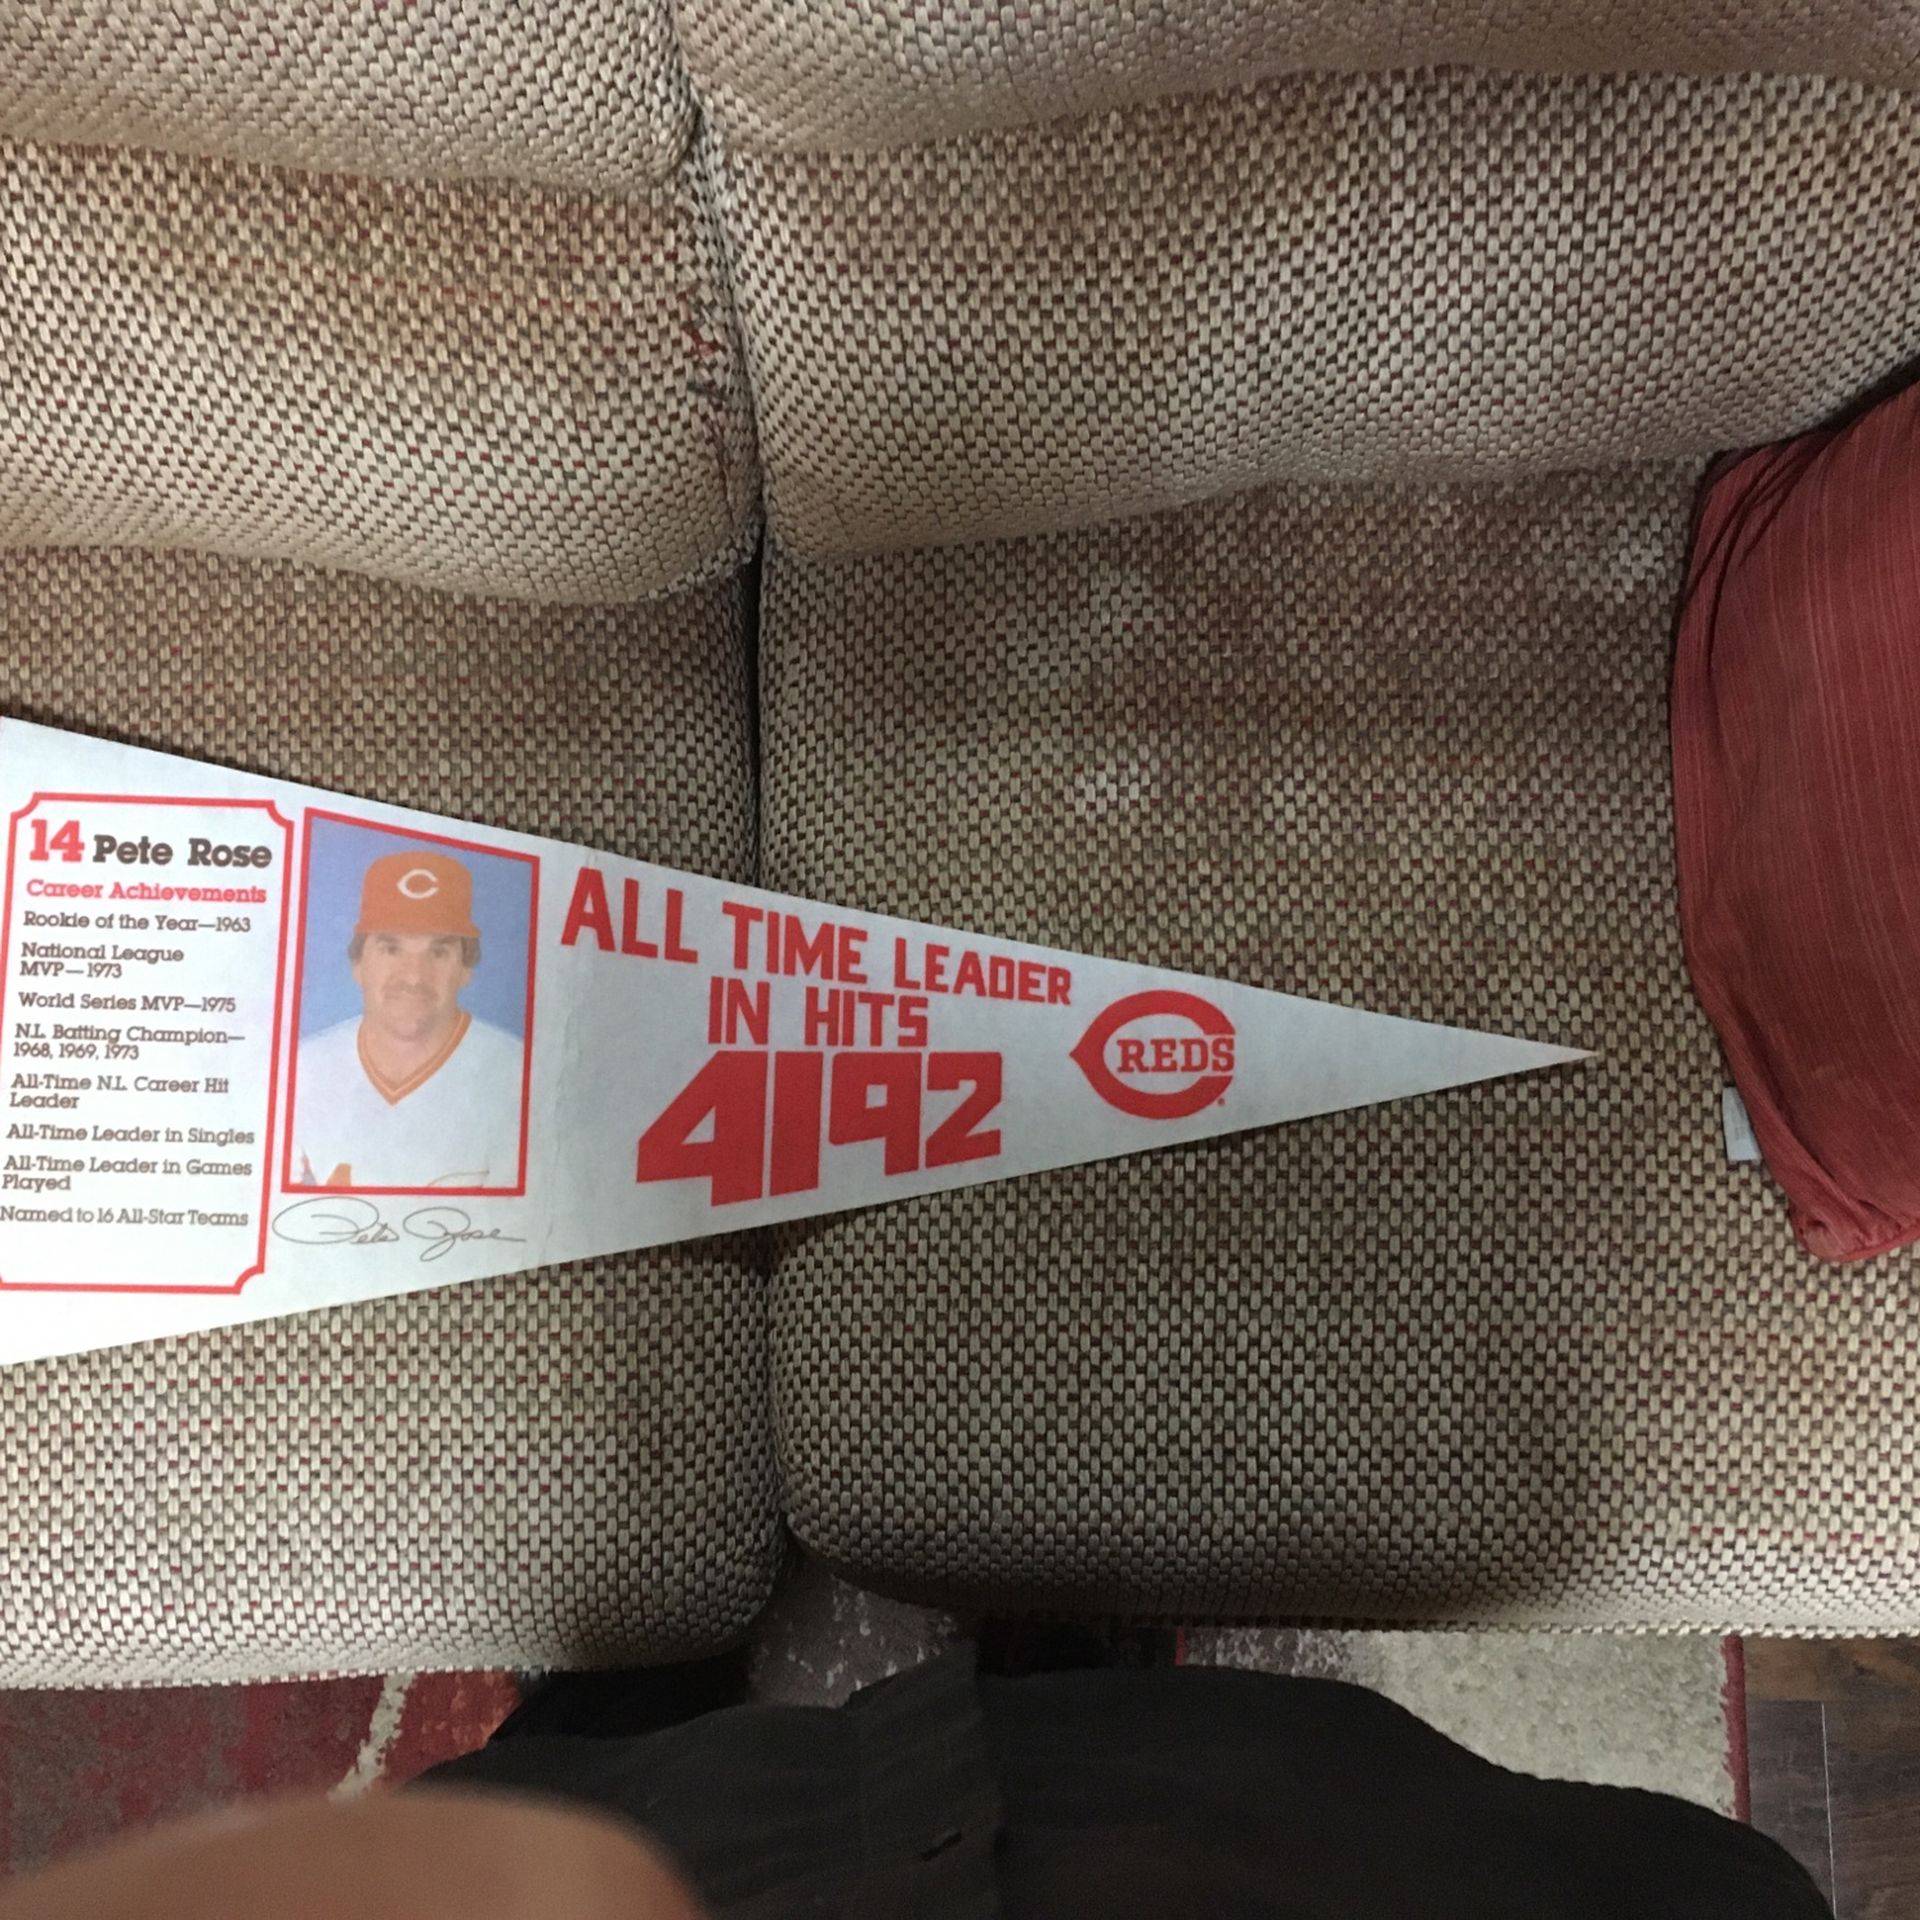 14 Pete Rose
Career Achievements
Rookie of the Year—1963
National League
MVP—1973
World Series MVP—1975
N.L. Batting Champion—
1968, 1969, 1973
All-Time N.L. Career Hit
Leader
All-Time Leader in Singles
All-Time Leader in Games
Played
Named to 16 All-Star Teams
C
Pete Rose
ALL TIME LEADER
IN HITS
4192
REDS